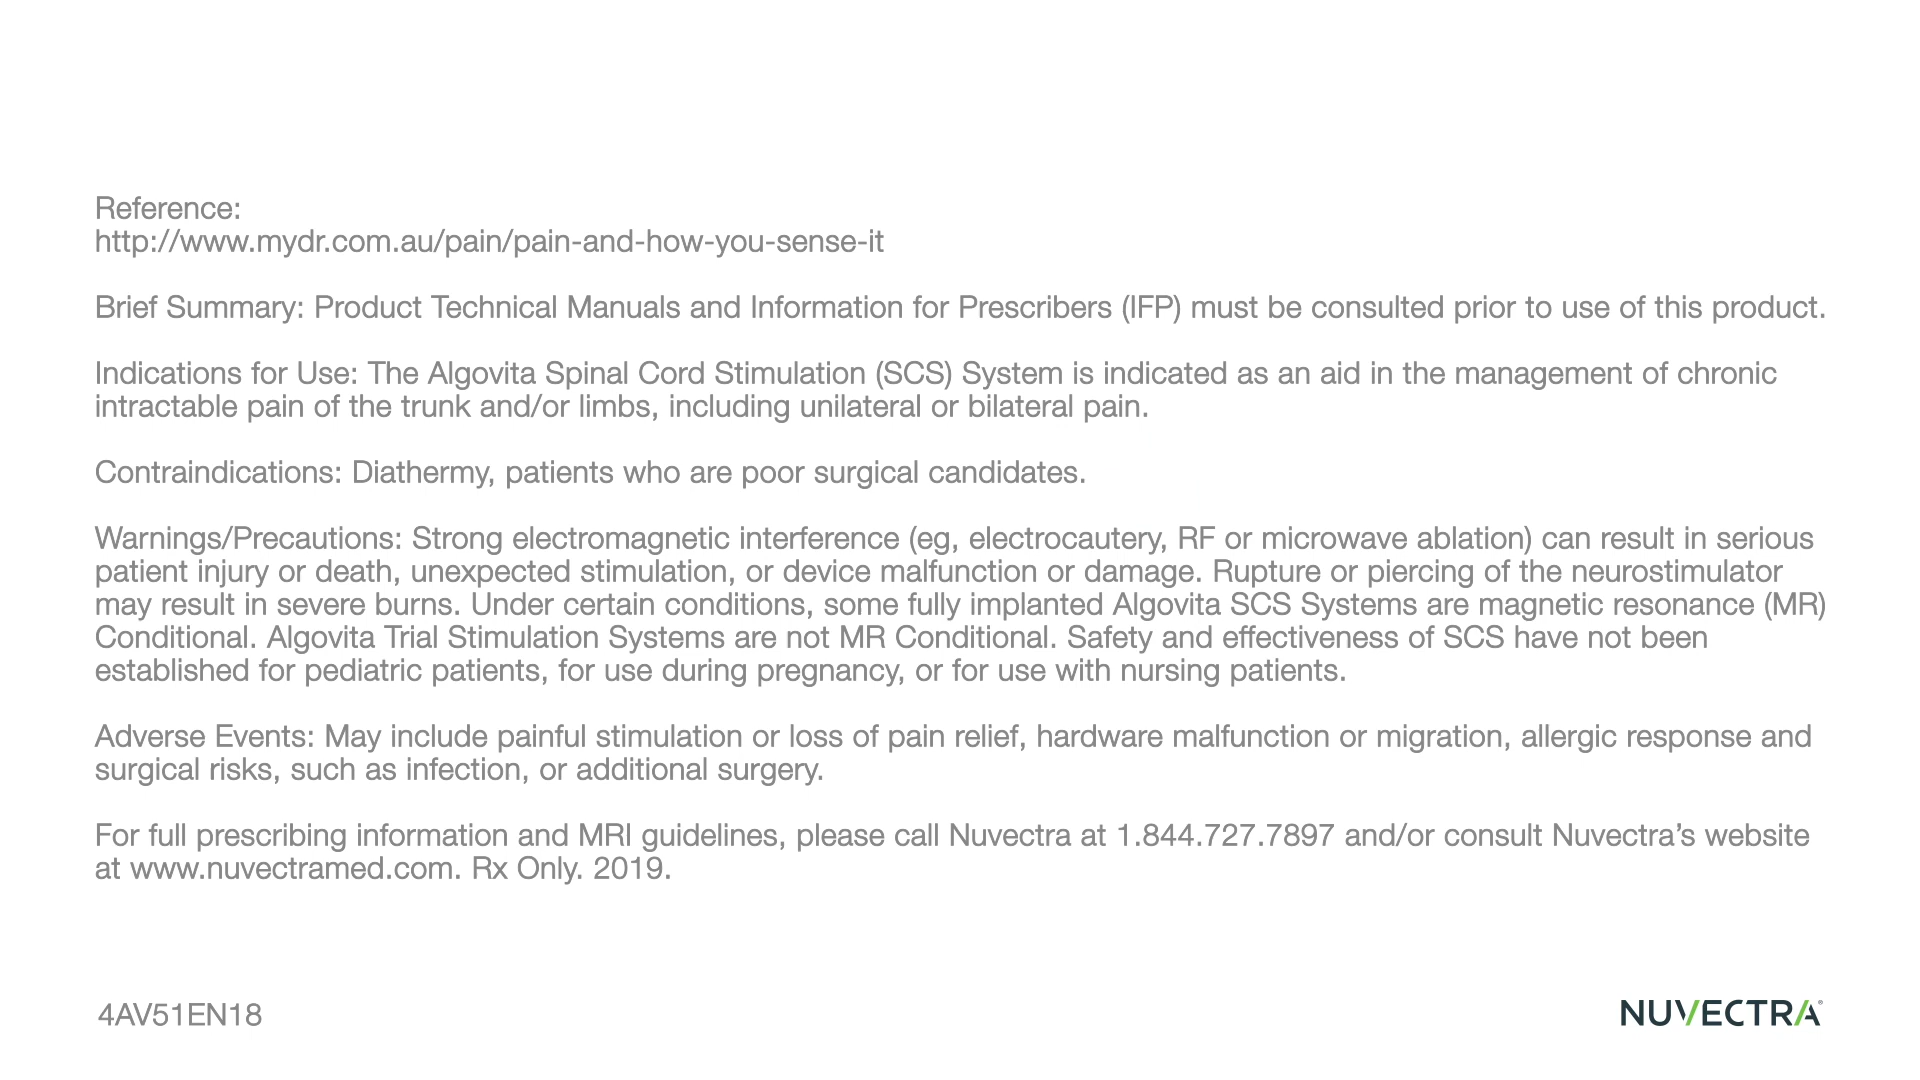 Reference:
http://www.mydr.com.au/pain/pain-and-how-you-sense-it
Brief Summary: Product Technical Manuals and Information for Prescribers (IFP) must be consulted prior to use of this product.
Indications for Use: The Algovita Spinal Cord Stimulation (SCS) System is indicated as an aid in the management of chronic
intractable pain of the trunk and/or limbs, including unilateral or bilateral pain.
Contraindications: Diathermy, patients who are poor surgical candidates.
Warnings/Precautions: Strong electromagnetic interference (eg, electrocautery, RF or microwave ablation) can result in serious
patient injury or death, unexpected stimulation, or device malfunction or damage. Rupture or piercing of the neurostimulator
may result in severe burns. Under certain conditions, some fully implanted Algovita SCS Systems are magnetic resonance (MR)
Conditional. Algovita Trial Stimulation Systems are not MR Conditional. Safety and effectiveness of SCS have not been
established for pediatric patients, for use during pregnancy, or for use with nursing patients.
Adverse Events: May include painful stimulation or loss of pain relief, hardware malfunction or migration, allergic response and
surgical risks, such as infection, or additional surgery.
For full prescribing information and MRI guidelines, please call Nuvectra at 1.844.727.7897 and/or consult Nuvectra’s website
at www.nuvectramed.com. Rx Only. 2019.
4AV51EN18
NUVECTRA®